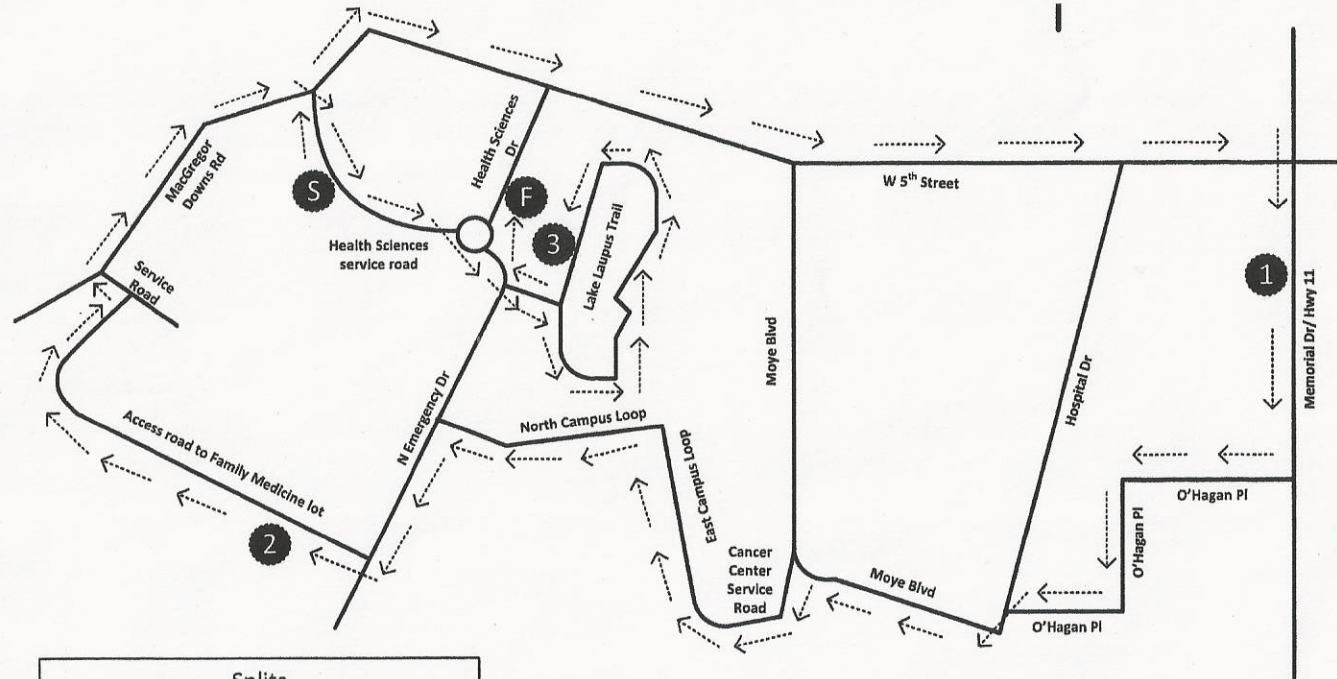 MacGregor
Downs Rd
S
Health Sciences
Dr
F
W 5th Street
Health Sciences
service road
3
Lake Laupus Trail
Service
Road
1
Memorial Dr/ Hwy 11
Moye Blvd
Hospital Dr
N Emergency Dr
North Campus Loop
Access road to Family Medicine lot
East Campus Loop
O'Hagan Pl
O'Hagan Pl
2
Cancer
Center
Service
Road
Moye Blvd
O'Hagan Pl
Splits